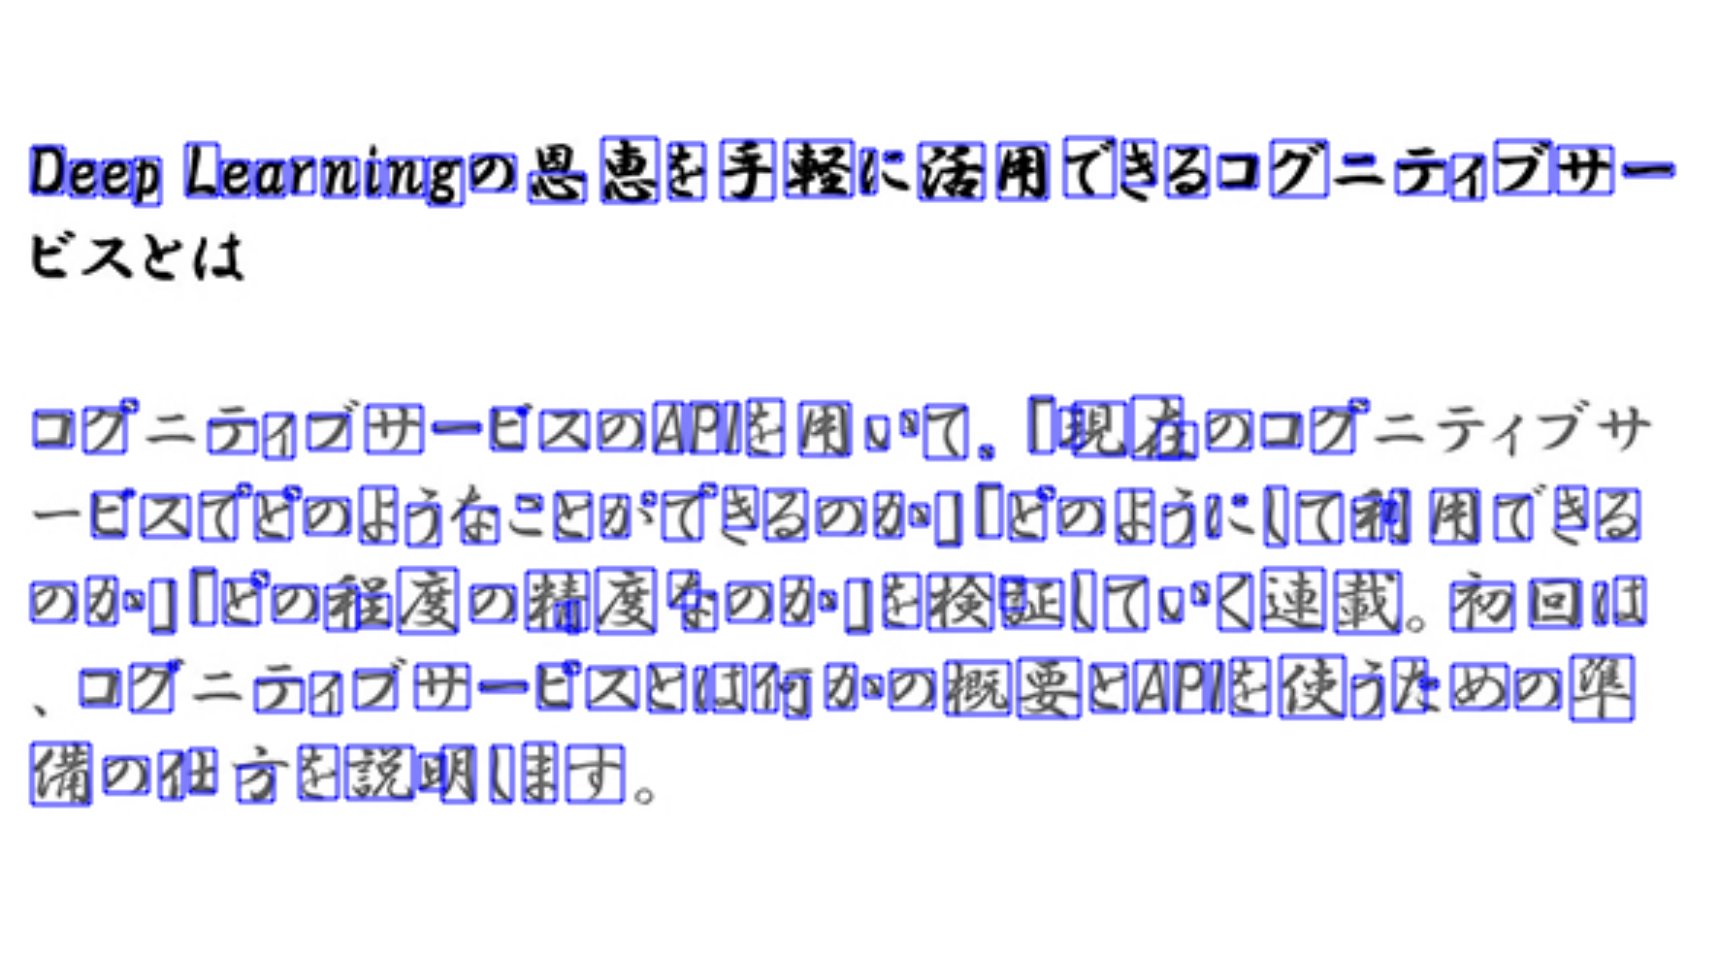 Deep Learningの恩恵を手軽に活用できるコグニティブサー
ビスとは
コグニティブサービスのAPIを用いて、「現在のコグニティブサ
ービスでどのようなことができるのか」「どのようにして利用できる
のか」「どの程度の精度なのか」を検証していく連載。初回は
、コグニティブサービスとは何かの概要とAPIを使うための準
備の仕方を説明します。